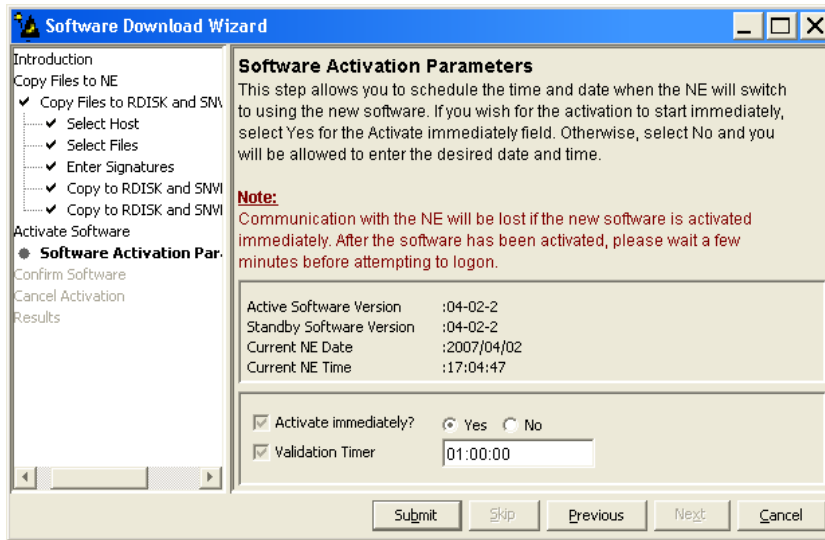 Software Download Wizard
Introduction
Copy Files to NE
Copy Files to RDISK and SNV
Select Host
Select Files
Enter Signatures
Copy to RDISK and SNV
Copy to RDISK and SNV
Activate Software
Software Activation Par
Confirm Software
Cancel Activation
Results
Software Activation Parameters
This step allows you to schedule the time and date when the NE will switch
to using the new software. If you wish for the activation to start immediately,
select Yes for the Activate immediately field. Otherwise, select No and you
will be allowed to enter the desired date and time.
Note:
Communication with the NE will be lost if the new software is activated
immediately. After the software has been activated, please wait a few
minutes before attempting to logon.
Active Software Version :04-02-2
Standby Software Version :04-02-2
Current NE Date :2007/04/02
Current NE Time :17:04:47
Activate immediately? Yes No
Validation Timer 01:00:00
Submit Skip Previous Next Cancel